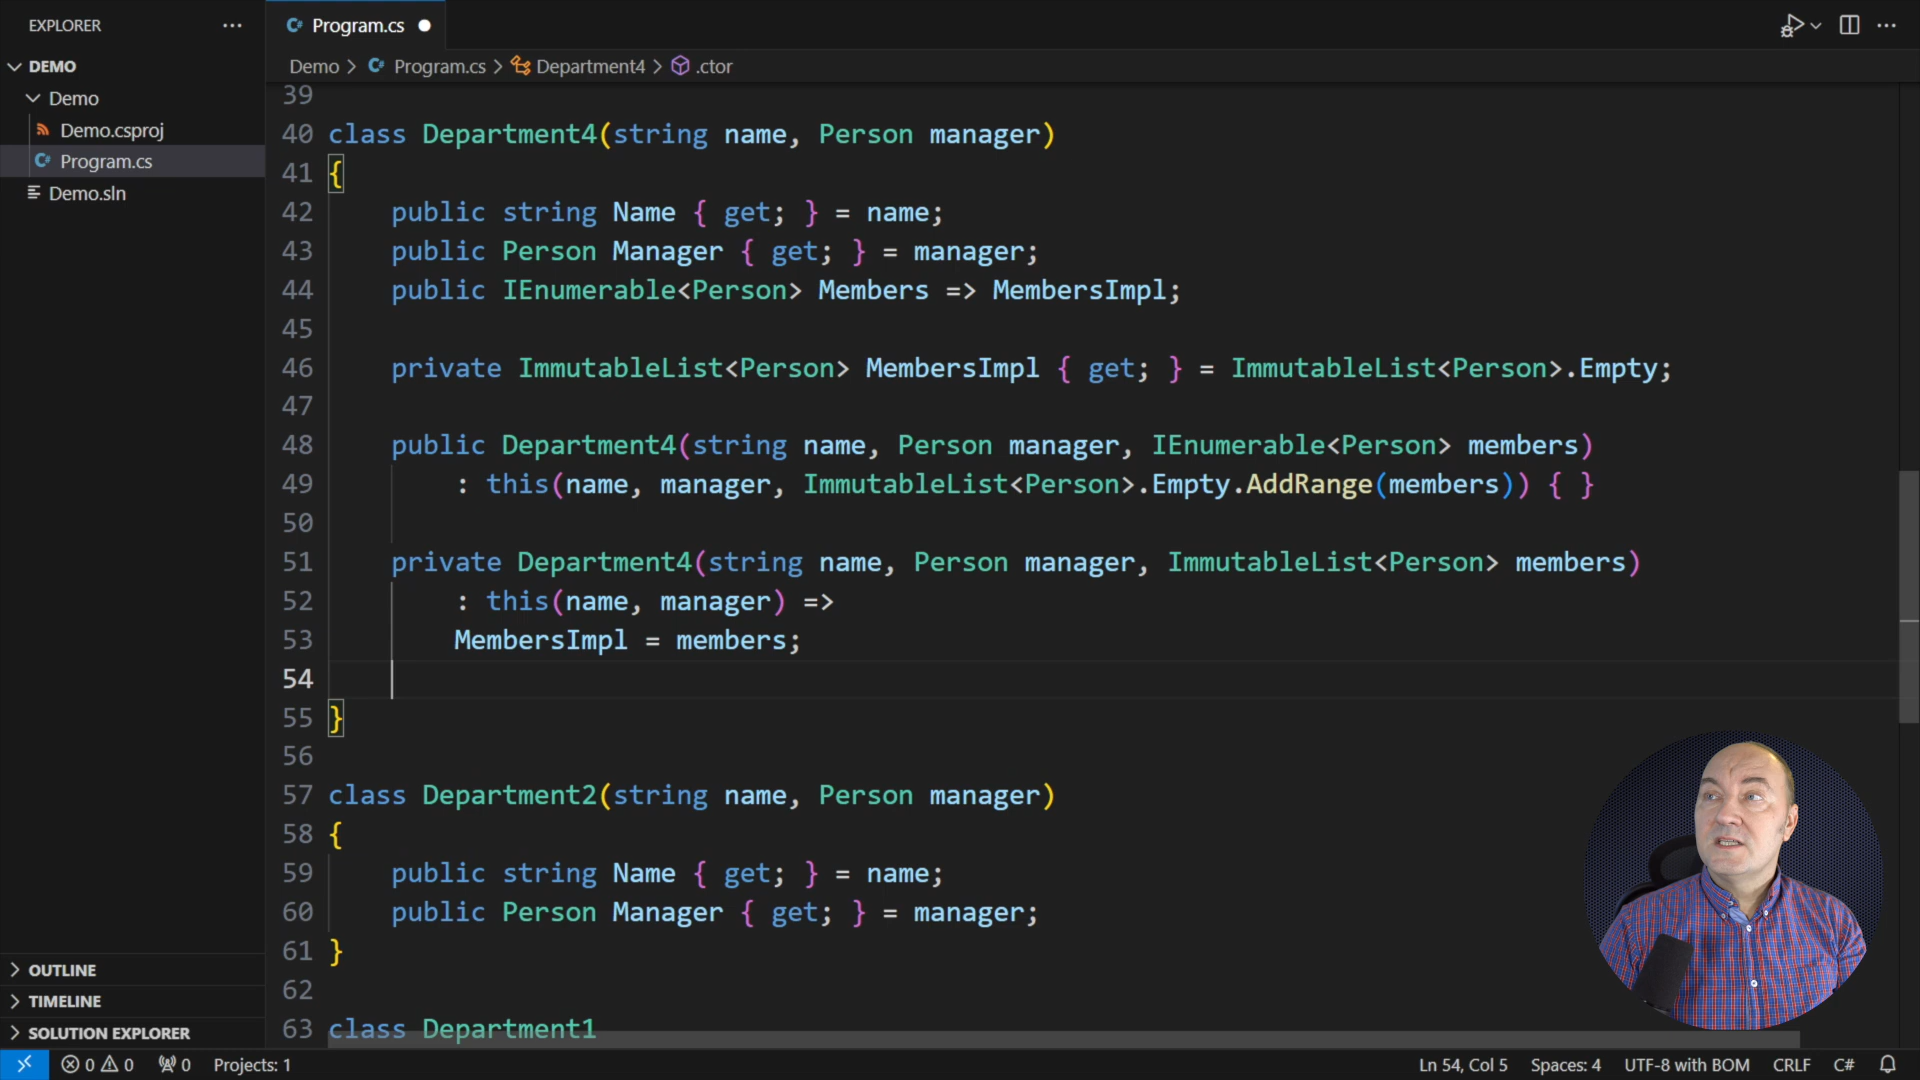 EXPLORER
DEMO
Demo
Demo.csproj
Program.cs
Demo.sln
OUTLINE
TIMELINE
SOLUTION EXPLORER
Program.cs
Demo > Program.cs > Department4 > .ctor
39
40 class Department4(string name, Person manager)
41 {
42 public string Name { get; } = name;
43 public Person Manager { get; } = manager;
44 public IEnumerable<Person> Members => MembersImpl;
45
46 private ImmutableList<Person> MembersImpl { get; } = ImmutableList<Person>.Empty;
47
48 public Department4(string name, Person manager, IEnumerable<Person> members)
49 : this(name, manager, ImmutableList<Person>.Empty.AddRange(members)) { }
50
51 private Department4(string name, Person manager, ImmutableList<Person> members)
52 : this(name, manager) =>
53 MembersImpl = members;
54
55 }
56
57 class Department2(string name, Person manager)
58 {
59 public string Name { get; } = name;
60 public Person Manager { get; } = manager;
61 }
62
63 class Department1
0 0 0 Projects: 1 Ln 54, Col 5 Spaces: 4 UTF-8 with BOM CRLF C#